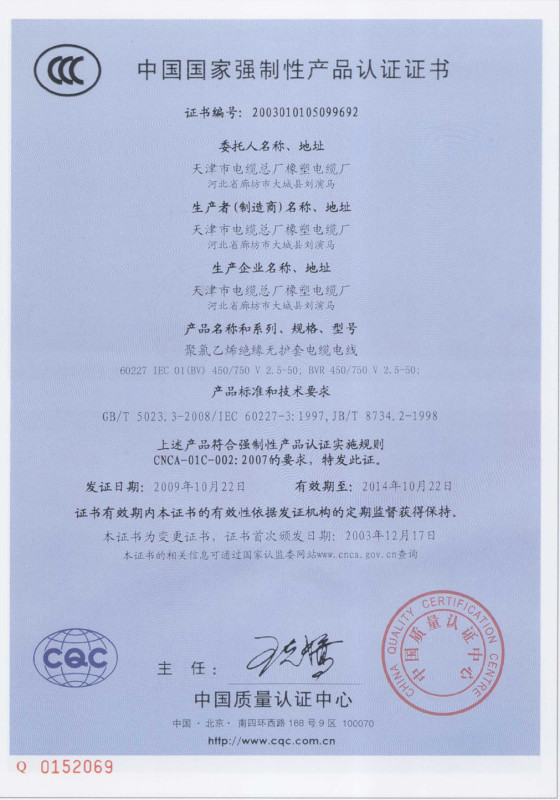 CCC
中国国家强制性产品认证证书
证书编号：2003010105099692
委托人名称、地址
天津市电缆总厂橡塑电缆厂
河北省廊坊市大城县刘演马
生产者(制造商)名称、地址
天津市电缆总厂橡塑电缆厂
河北省廊坊市大城县刘演马
生产企业名称、地址
天津市电缆总厂橡塑电缆厂
河北省廊坊市大城县刘演马
产品名称和系列、规格、型号
聚氯乙烯绝缘无护套电缆电线
60227 IEC 01(BV) 450/750 V 2.5-50; BVR 450/750 V 2.5-50;
产品标准和技术要求
GB/T 5023.3-2008/IEC 60227-3:1997,JB/T 8734.2-1998
上述产品符合强制性产品认证实施规则
CNCA-01C-002:2007的要求，特发此证。
发证日期：2009年10月22日 有效期至：2014年10月22日
证书有效期内本证书的有效性依据发证机构的定期监督获得保持。
本证书为变更证书，证书首次颁发日期：2003年12月17日
本证书的相关信息可通过国家认监委网站www.cnca.gov.cn查询
CHINA QUALITY CERTIFICATION CENTRE
中国质量认证中心
CQC
主任：
中国质量认证中心
中国·北京·南四环西路188号9区 100070
http://www.cqc.com.cn
Q 0152069